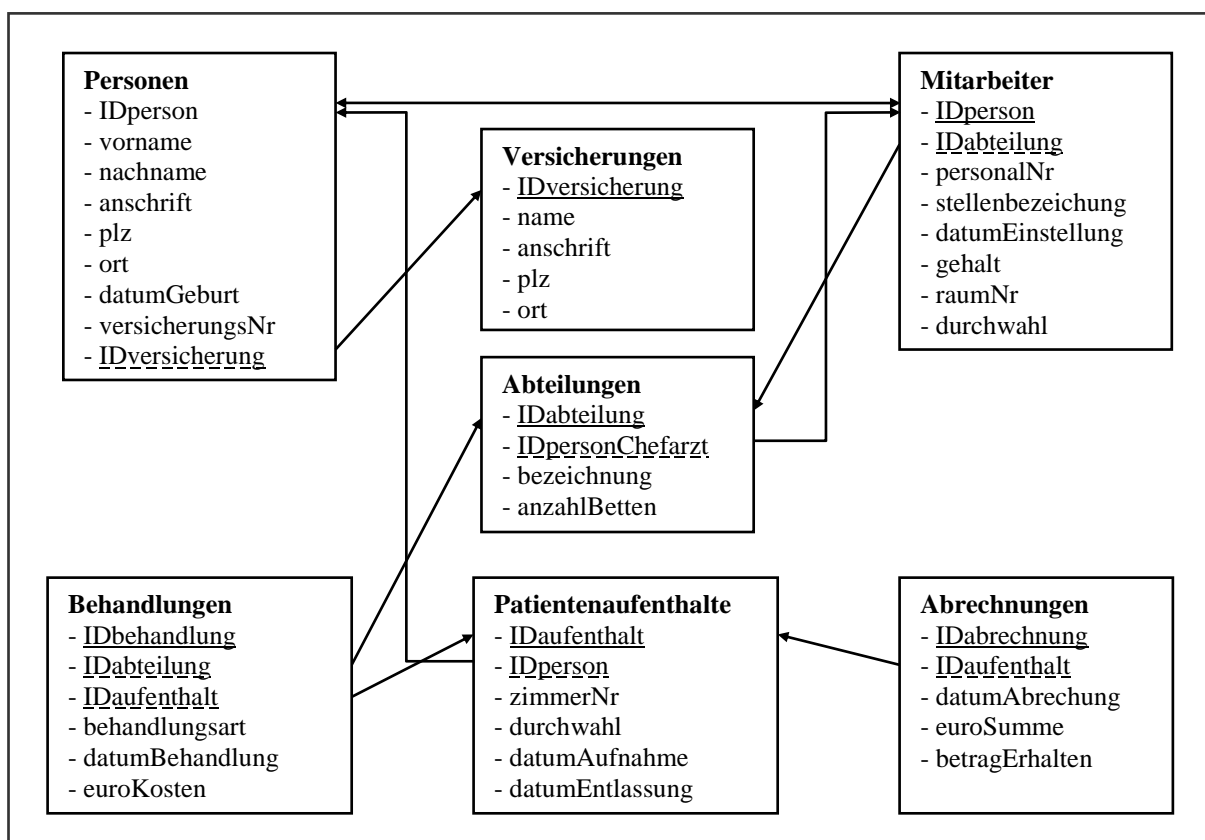 Personen
- IDperson
- vorname
- nachname
- anschrift
- plz
- ort
- datumGeburt
- versicherungsNr
- IDversicherung
Versicherungen
- IDversicherung
- name
- anschrift
- plz
- ort
Mitarbeiter
- IDperson
- IDabteilung
- personalNr
- stellenbezeichung
- datumEinstellung
- gehalt
- raumNr
- durchwahl
Abteilungen
- IDabteilung
- IDpersonChefarzt
- bezeichnung
- anzahlBetten
Behandlungen
- IDbehandlung
- IDabteilung
- IDaufenthalt
- behandlungsart
- datumBehandlung
- euroKosten
Patientenaufenthalte
- IDaufenthalt
- IDperson
- zimmerNr
- durchwahl
- datumAufnahme
- datumEntlassung
Abrechnungen
- IDabrechnung
- IDaufenthalt
- datumAbrechung
- euroSumme
- betragErhalten